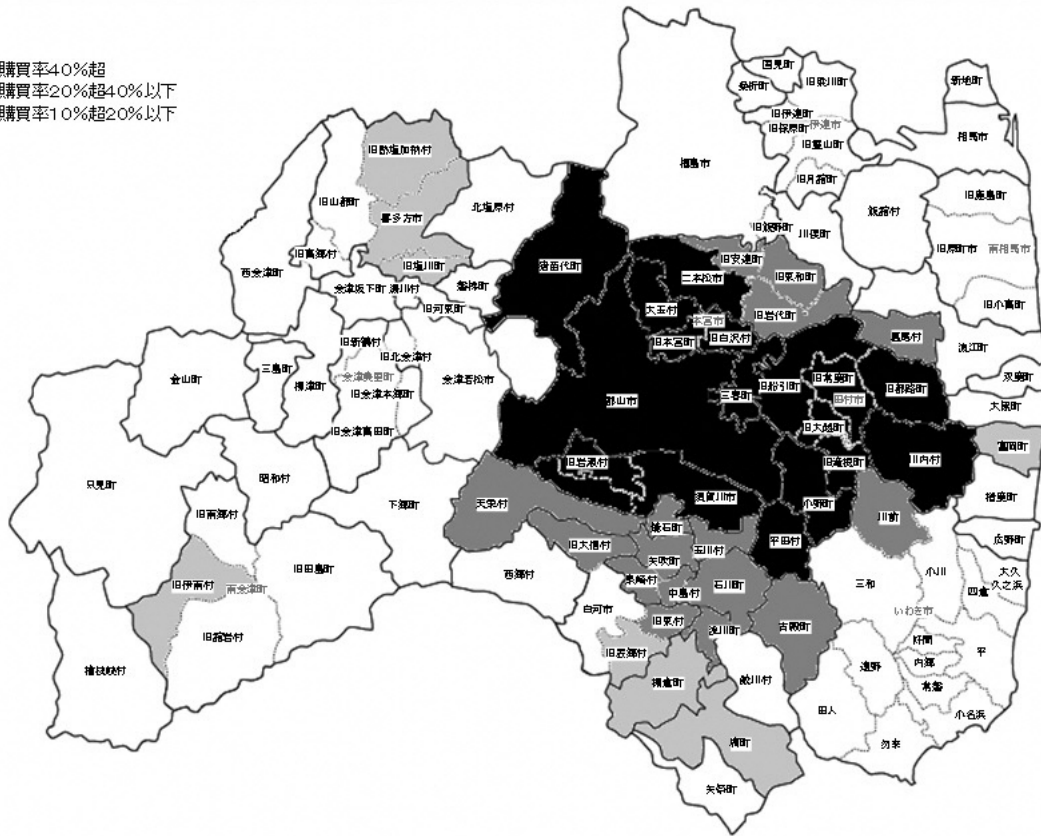 購買率40%超
購買率20%超40%以下
購買率10%超20%以下
国見町
旧梁川町
桑折町
新地町
旧伊達町
旧保原町
伊達市
旧霊山町
相馬市
福島市
旧月舘町
旧熱塩加納村
旧鹿島町
飯舘村
旧山都町
喜多方市
北塩原村
旧飯野町
川俣町
旧原町市
南相馬市
旧高郷村
旧安達町
西会津町
旧塩川町
猪苗代町
二本松市
旧東和町
会津坂下町
湯川村
磐梯町
旧小高町
旧河東町
大玉村
本宮市
旧岩代町
旧本宮町
旧白沢村
葛尾村
浪江町
旧新鶴村
旧北会津村
金山町
三島町
柳津町
会津美里町
会津若松市
旧船引町
旧常葉町
旧都路町
双葉町
旧会津本郷町
郡山市
三春町
田村市
大熊町
旧会津高田町
旧大越町
富岡町
旧岩瀬村
旧滝根町
川内村
只見町
昭和村
下郷町
天栄村
須賀川市
小野町
楢葉町
旧南郷村
川前
鏡石町
平田村
広野町
旧大信村
矢吹町
玉川村
旧田島町
西郷村
旧伊南村
南会津町
泉崎村
中島村
石川町
三和
小川
四倉
大久
久之浜
白河市
旧東村
浅川町
古殿町
いわき市
旧舘岩村
旧表郷村
好間
平
檜枝岐村
棚倉町
鮫川村
遠野
内郷
常磐
田人
小名浜
塙町
勿来
矢祭町